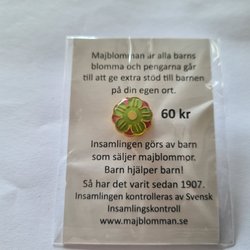 Majblomman är alla barns
blomma och pengarna går
till att ge extra stöd till barnen
på din egen ort.
60 kr
Insamlingen görs av barn
som säljer majblommor.
Barn hjälper barn!
Så har det varit sedan 1907.
Insamlingen kontrolleras av Svensk
Insamlingskontroll
www.majblomman.se